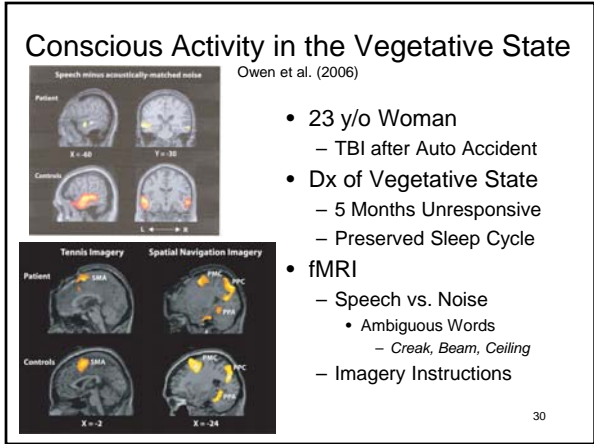 Conscious Activity in the Vegetative State
Owen et al. (2006)
Speech minus acoustically-matched noise
Patient
X = -60 Y = -30
Controls
L R
Tennis Imagery Spatial Navigation Imagery
Patient
SMA PMC PPC
PPA
Controls
SMA PMC PPC
PPA
X = -2 X = -24
• 23 y/o Woman
– TBI after Auto Accident
• Dx of Vegetative State
– 5 Months Unresponsive
– Preserved Sleep Cycle
• fMRI
– Speech vs. Noise
• Ambiguous Words
– Creak, Beam, Ceiling
– Imagery Instructions
30